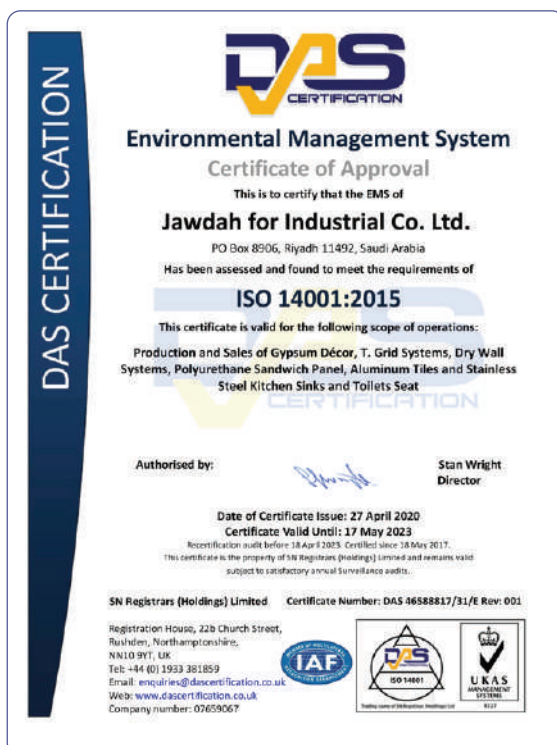 DAS CERTIFICATION
DAS
CERTIFICATION
Environmental Management System
Certificate of Approval
This is to certify that the EMS of
Jawdah for Industrial Co. Ltd.
PO Box 8906, Riyadh 11492, Saudi Arabia
Has been assessed and found to meet the requirements of
ISO 14001:2015
This certificate is valid for the following scope of operations:
Production and Sales of Gypsum Décor, T. Grid Systems, Dry Wall
Systems, Polyurethane Sandwich Panel, Aluminum Tiles and Stainless
Steel Kitchen Sinks and Toilets Seat
CERTIFICATION
Authorised by:
Stan Wright
Director
Date of Certificate Issue: 27 April 2020
Certificate Valid Until: 17 May 2023
Recertification audit before 18 April 2023. Certified since 18 May 2017.
This certificate is the property of SN Registrars (Holdings) Limited and remains valid
subject to satisfactory annual Surveillance audits.
SN Registrars (Holdings) Limited
Certificate Number: DAS 46588817/31/E Rev: 001
Registration House, 22b Church Street,
Rushden, Northamptonshire,
NN10 9YT, UK
Tel: +44 (0) 1933 381859
Email: enquiries@dascertification.co.uk
Web: www.dascertification.co.uk
Company number: 07659067
IAF
DAS
ISO 14001
Trading name of SN Registrars (Holdings) Ltd
UKAS
MANAGEMENT
SYSTEMS